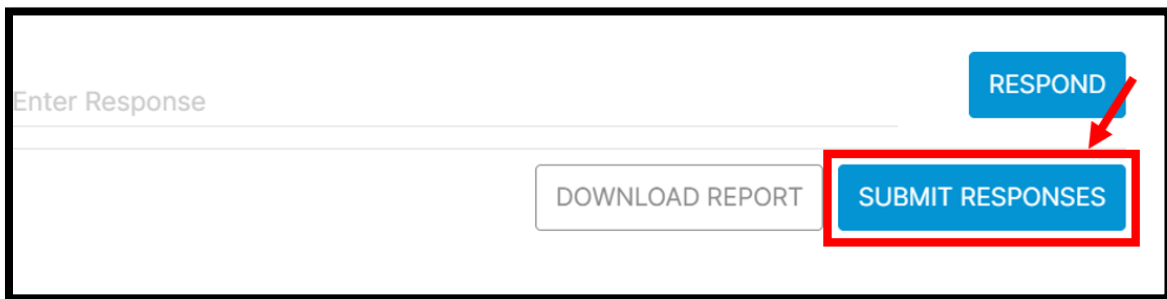 RESPOND
Enter Response
DOWNLOAD REPORT
SUBMIT RESPONSES